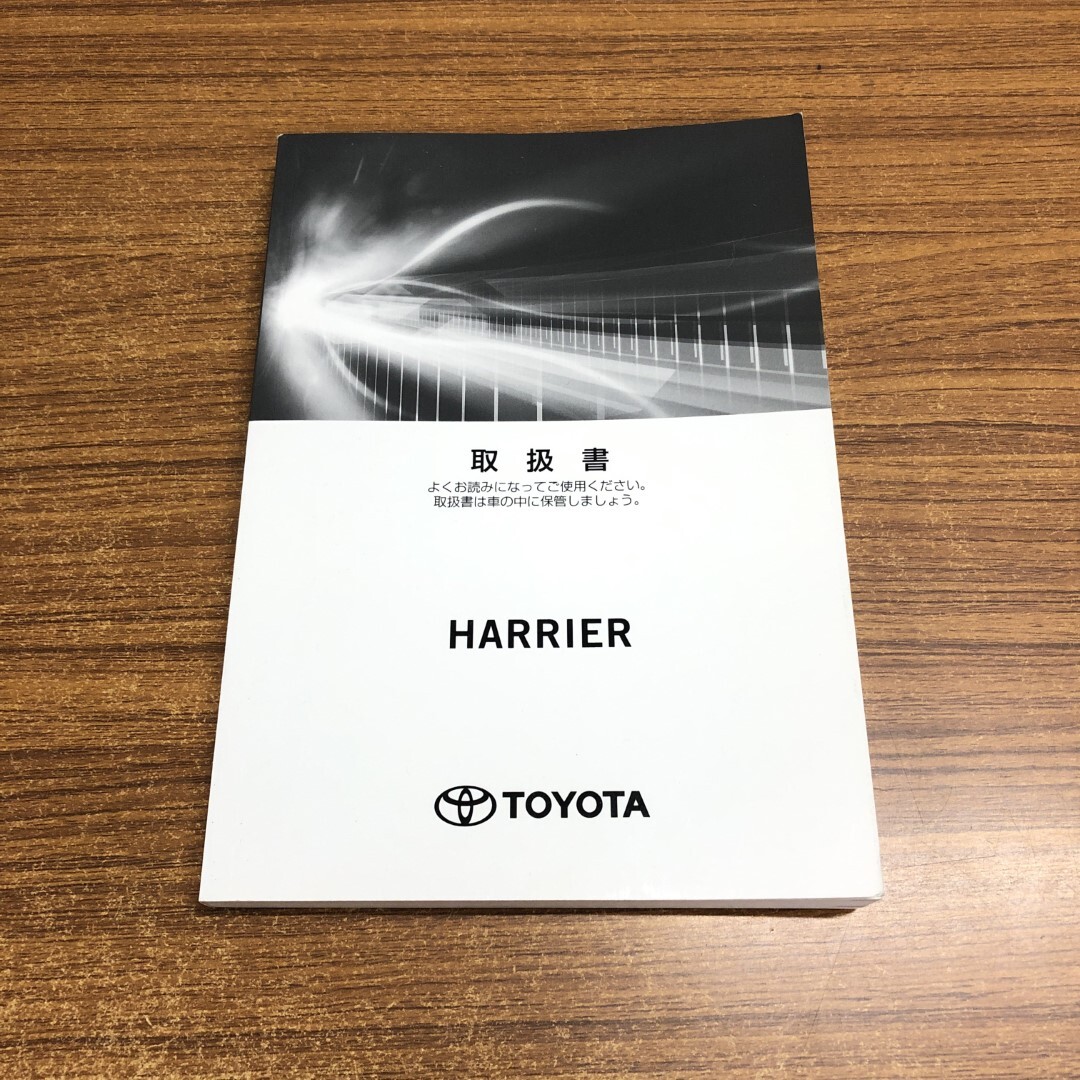 取扱書
よくお読みになってご使用ください。
取扱書は車の中に保管しましょう。
HARRIER
TOYOTA